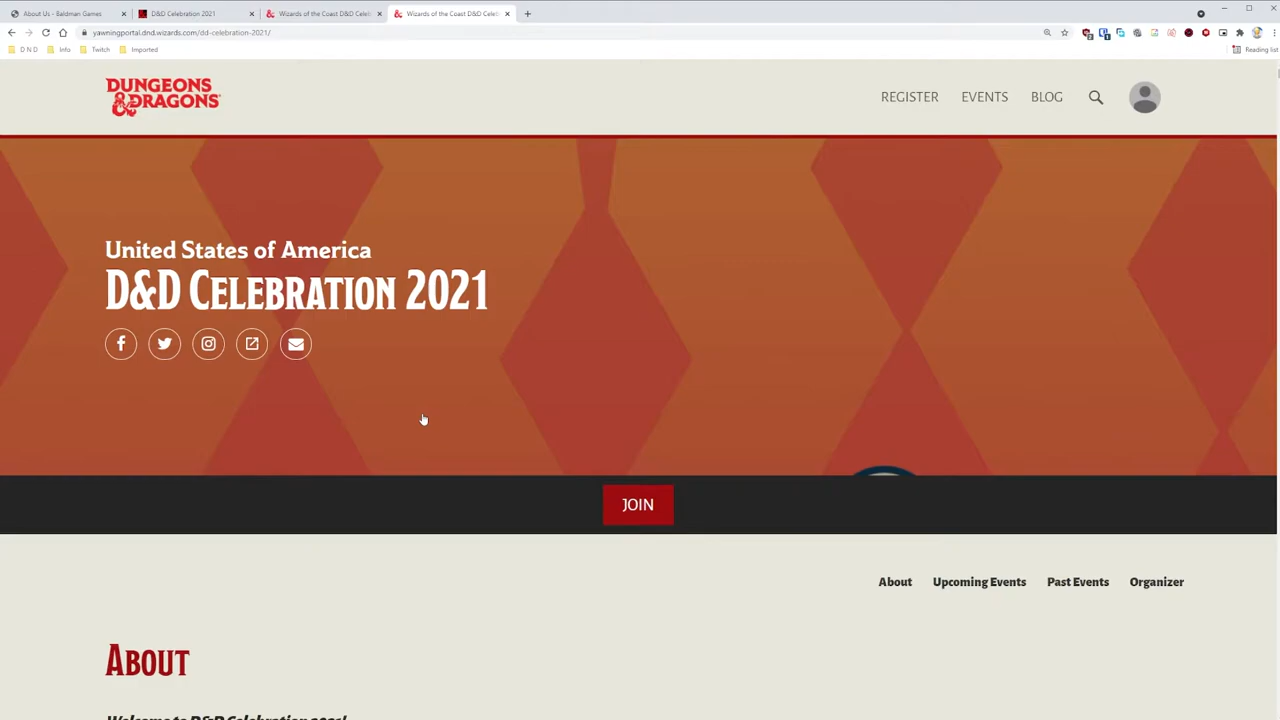 About Us - Baldman Games
D&D Celebration 2021
Wizards of the Coast D&D Celeb
Wizards of the Coast D&D Celeb
yawningportal.dnd.wizards.com/dd-celebration-2021/
D N D
Info
Twitch
Imported
Reading list
DUNGEONS & DRAGONS
REGISTER
EVENTS
BLOG
United States of America
D&D Celebration 2021
JOIN
About
Upcoming Events
Past Events
Organizer
About
Welcome to D&D Celebration 2021!